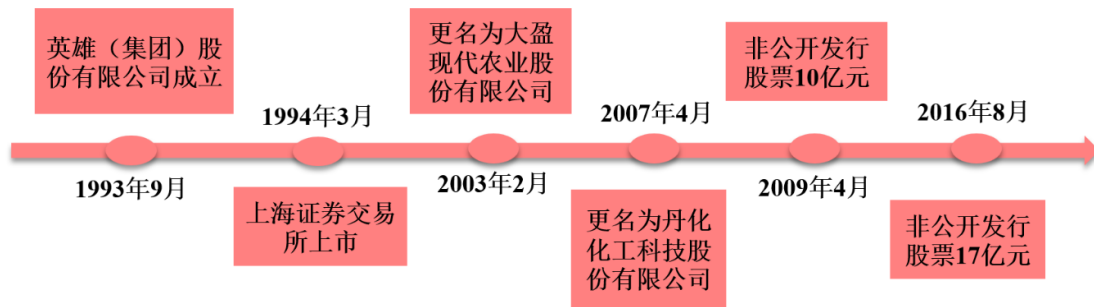 英雄（集团）股
份有限公司成立
1993年9月
1994年3月
上海证券交易
所上市
更名为大盈
现代农业股
份有限公司
2003年2月
2007年4月
更名为丹化
化工科技股
份有限公司
非公开发行
股票10亿元
2009年4月
2016年8月
非公开发行
股票17亿元